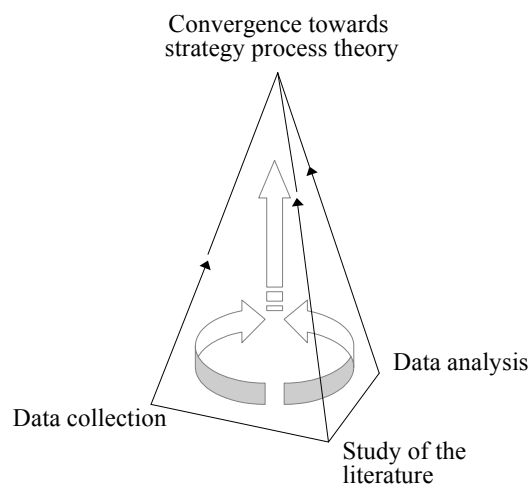 Convergence towards
strategy process theory
Data analysis
Data collection
Study of the
literature